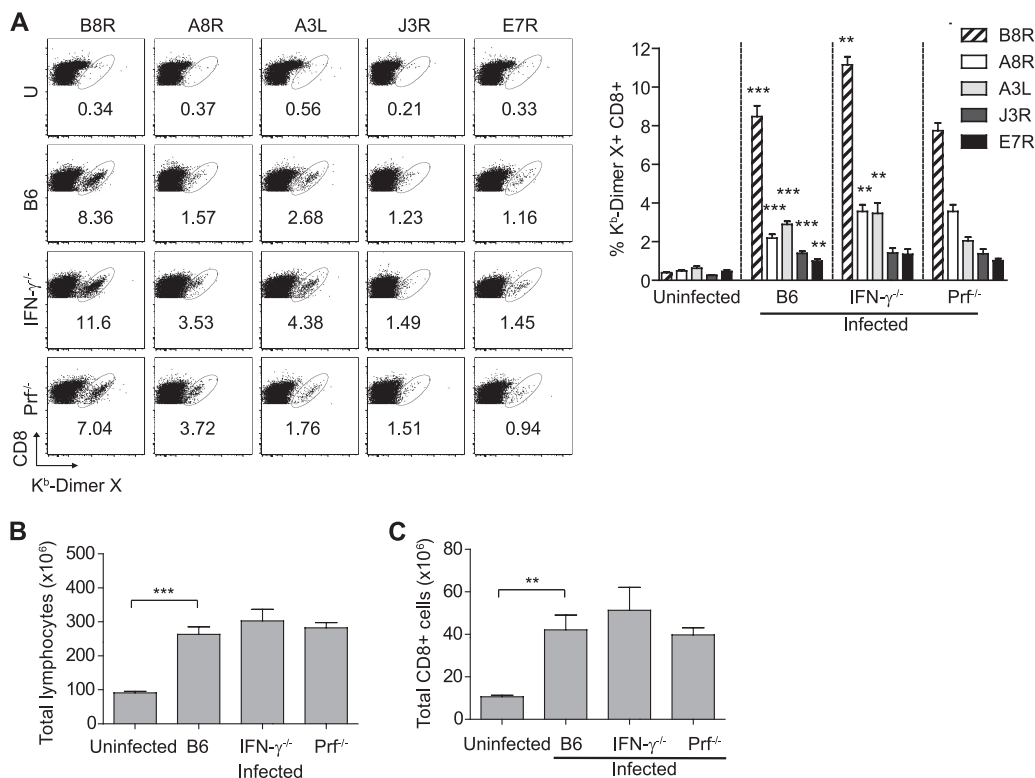 A
B8R A8R A3L J3R E7R
U
0.34 0.37 0.56 0.21 0.33
B6
8.36 1.57 2.68 1.23 1.16
IFN-γ-/-
11.6 3.53 4.38 1.49 1.45
Prf-/-
7.04 3.72 1.76 1.51 0.94
CD8
Kᵇ-Dimer X
% Kᵇ-Dimer X+ CD8+
12
10
8
6
4
2
0
***
***
***
***
**
**
**
**
B8R
A8R
A3L
J3R
E7R
Uninfected B6 IFN-γ-/- Prf-/-
Infected
B
Total lymphocytes (x10⁶)
500
400
300
200
100
0
***
Uninfected B6 IFN-γ-/- Prf-/-
Infected
C
Total CD8+ cells (x10⁶)
80
60
40
20
0
**
Uninfected B6 IFN-γ-/- Prf-/-
Infected